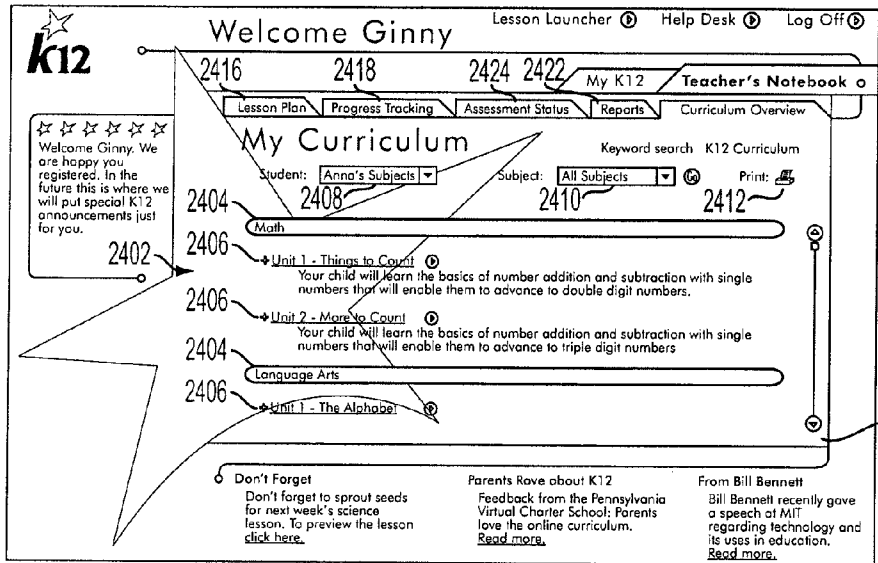 k12
Welcome Ginny
Lesson Launcher Help Desk Log Off
2416 2418 2424 2422
My K12 Teacher's Notebook
Lesson Plan Progress Tracking Assessment Status Reports Curriculum Overview
Welcome Ginny. We
are happy you
registered. In the
future this is where we
will put special K12
announcements just
for you.
2402
My Curriculum
Keyword search K12 Curriculum
Student: Anna's Subjects Subject: All Subjects Go Print:
2408 2410 2412
2404
Math
2406
Unit 1 - Things to Count
Your child will learn the basics of number addition and subtraction with single
numbers that will enable them to advance to double digit numbers.
2406
Unit 2 - More to Count
Your child will learn the basics of number addition and subtraction with single
numbers that will enable them to advance to triple digit numbers
2404
Language Arts
2406
Unit 1 - The Alphabet
Don't Forget
Don't forget to sprout seeds
for next week's science
lesson. To preview the lesson
click here.
Parents Rave about K12
Feedback from the Pennsylvania
Virtual Charter School: Parents
love the online curriculum.
Read more.
From Bill Bennett
Bill Bennett recently gave
a speech at MIT
regarding technology and
its uses in education.
Read more.